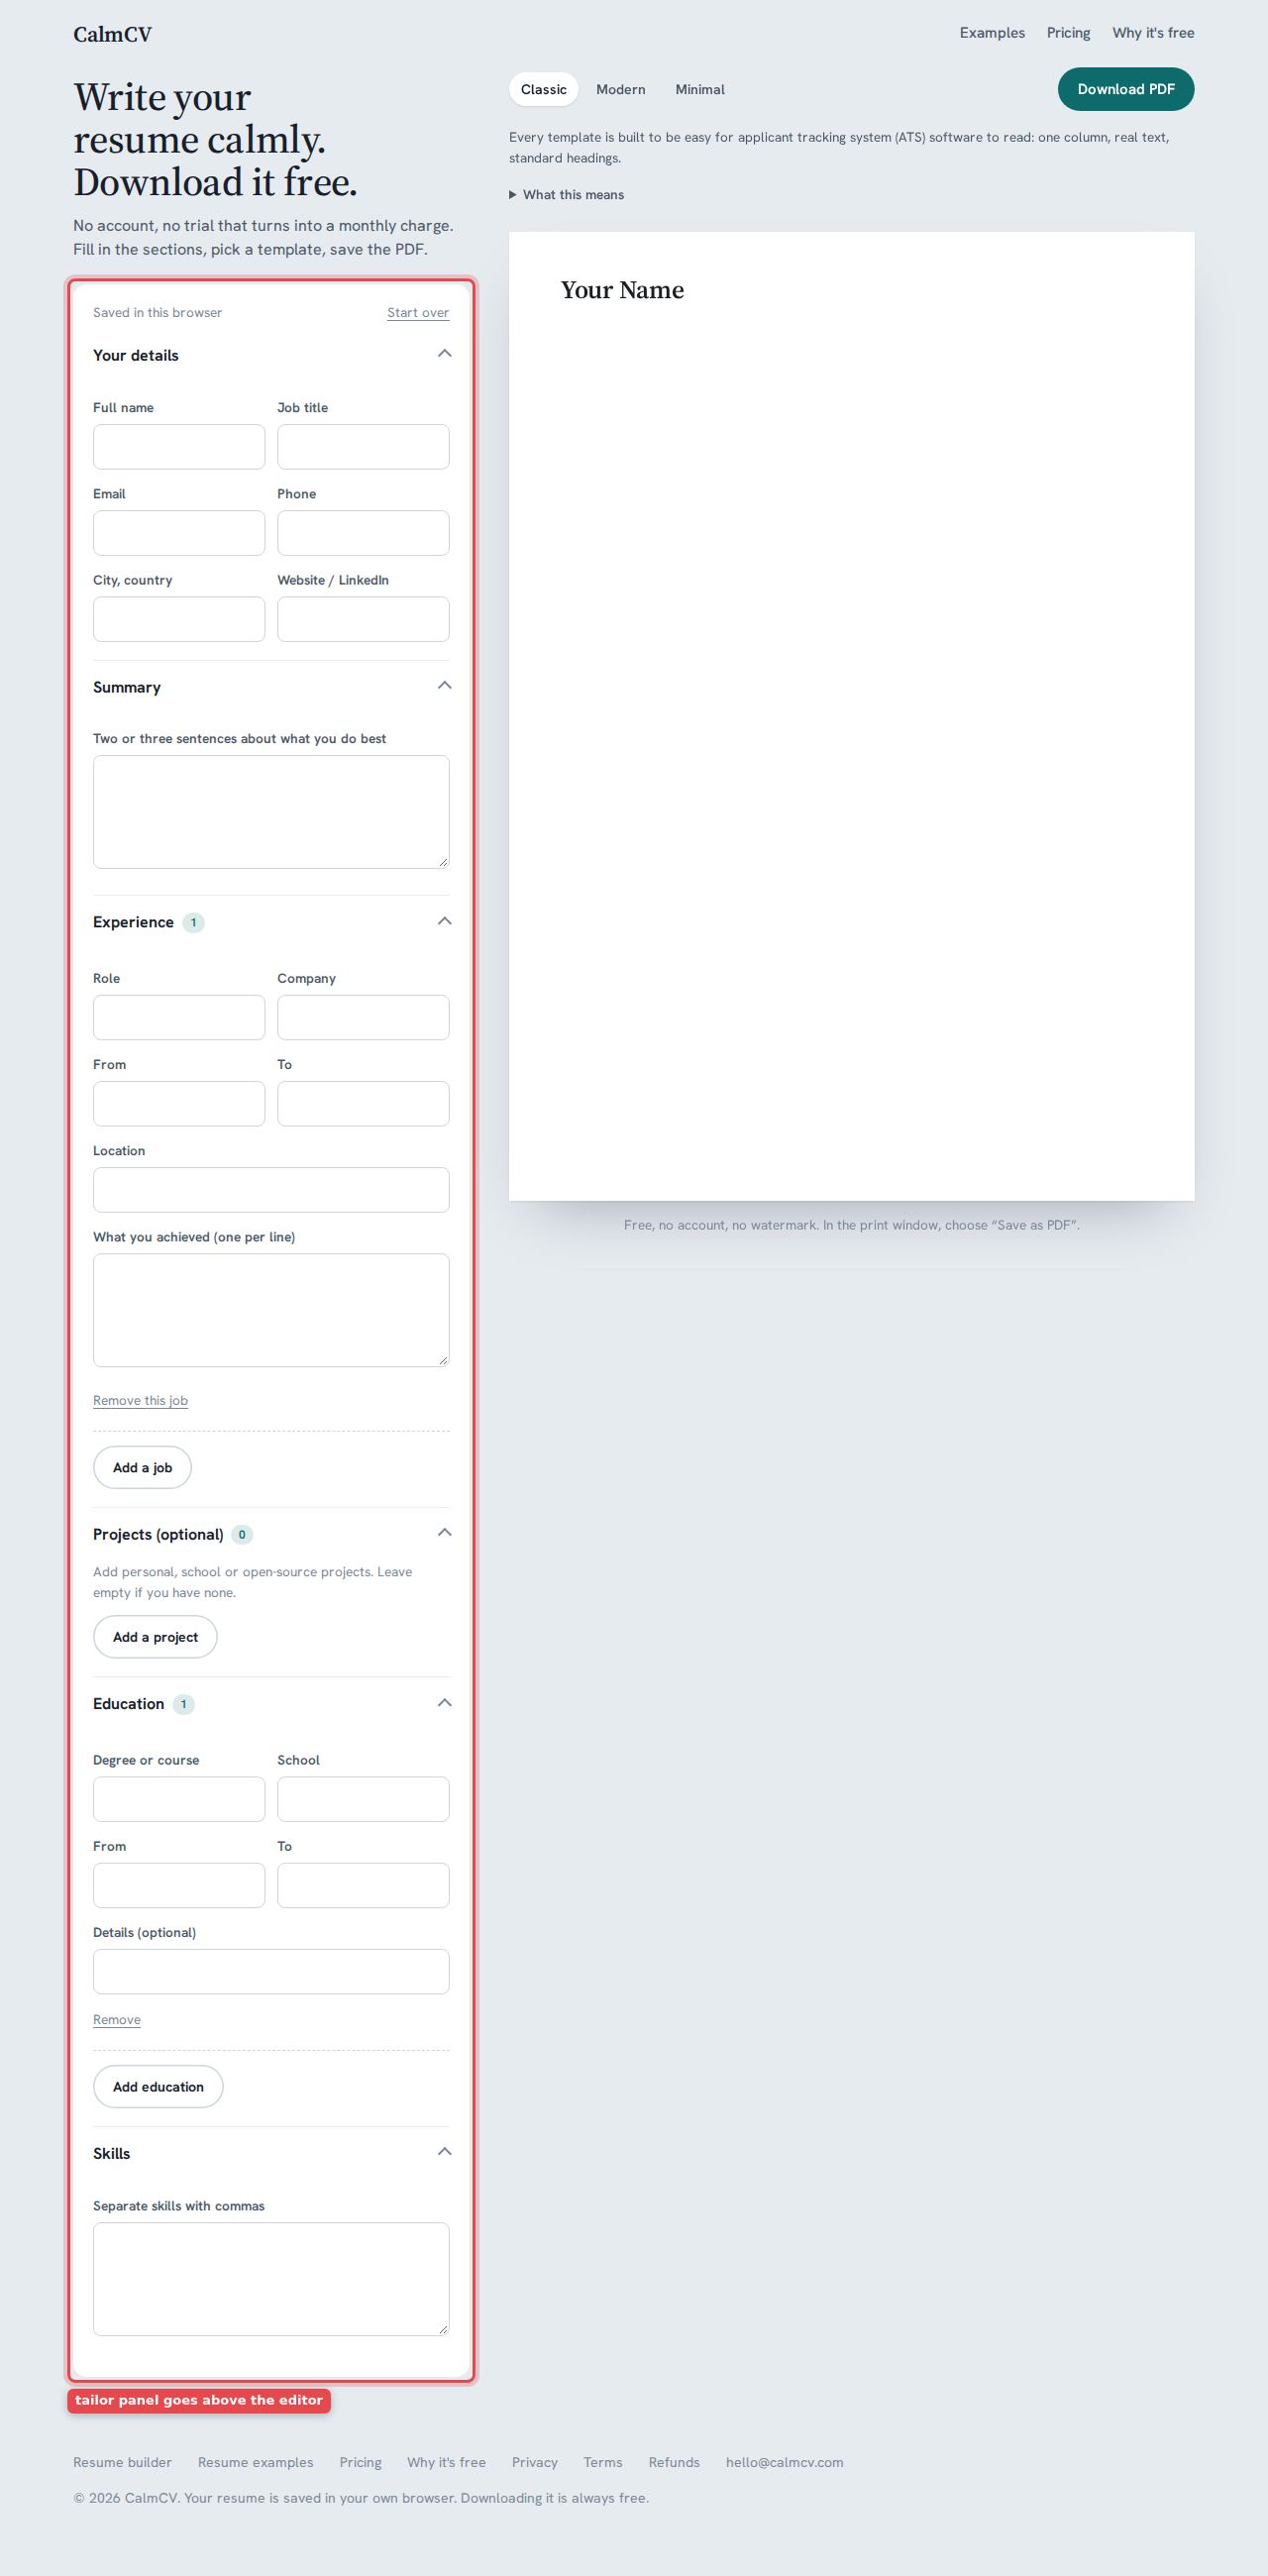 CalmCV
Examples Pricing Why it's free
Write your
resume calmly.
Download it free.
No account, no trial that turns into a monthly charge.
Fill in the sections, pick a template, save the PDF.
Saved in this browser Start over
Your details
Full name Job title
Email Phone
City, country Website / LinkedIn
Summary
Two or three sentences about what you do best
Experience 1
Role Company
From To
Location
What you achieved (one per line)
Remove this job
Add a job
Projects (optional) 0
Add personal, school or open-source projects. Leave
empty if you have none.
Add a project
Education 1
Degree or course School
From To
Details (optional)
Remove
Add education
Skills
Separate skills with commas
tailor panel goes above the editor
Classic Modern Minimal Download PDF
Every template is built to be easy for applicant tracking system (ATS) software to read: one column, real text,
standard headings.
What this means
Your Name
Free, no account, no watermark. In the print window, choose “Save as PDF”.
Resume builder Resume examples Pricing Why it's free Privacy Terms Refunds hello@calmcv.com
© 2026 CalmCV. Your resume is saved in your own browser. Downloading it is always free.